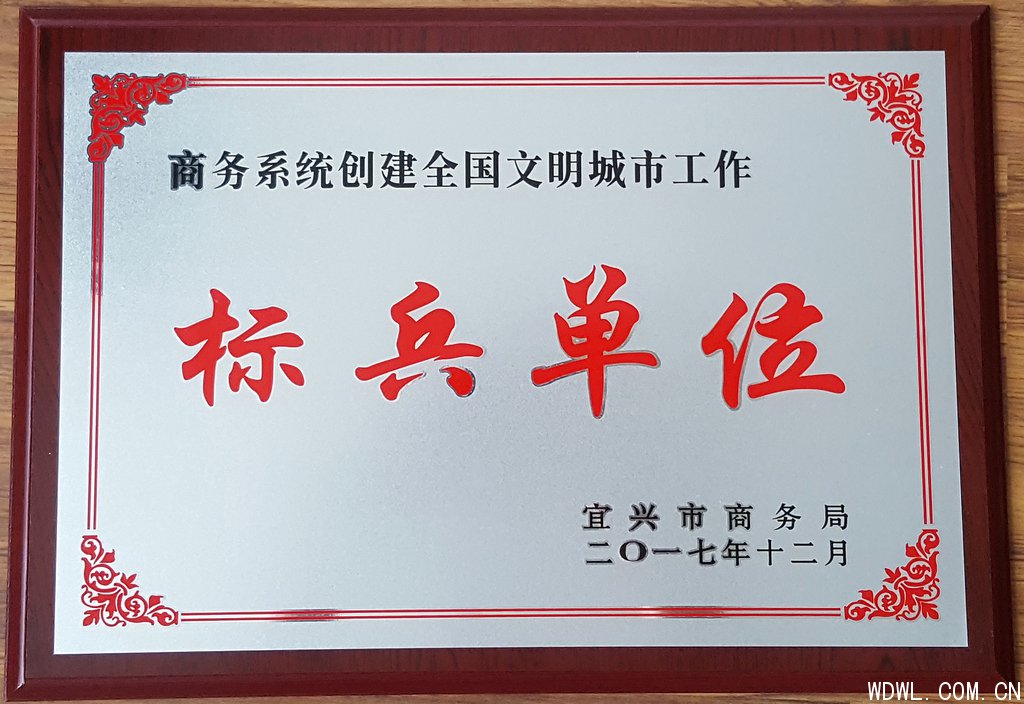 商务系统创建全国文明城市工作
标兵单位
宜兴市商务局
二〇一七年十二月
WDWL.COM.CN